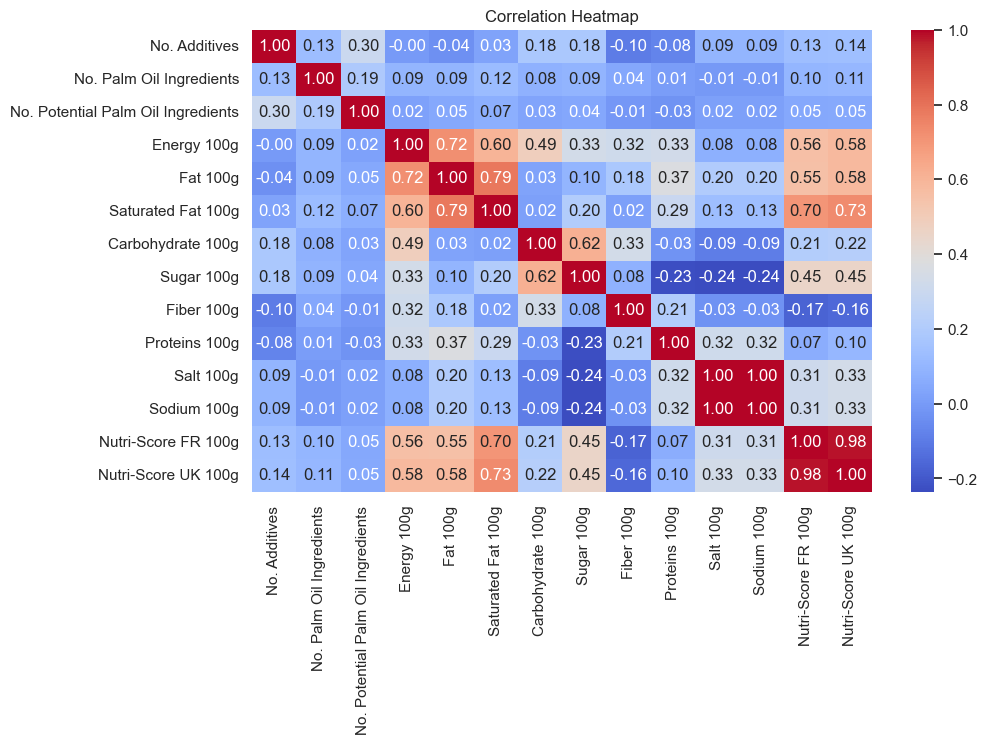 Correlation Heatmap
No. Additives 1.00 0.13 0.30 -0.00 -0.04 0.03 0.18 0.18 -0.10 -0.08 0.09 0.09 0.13 0.14
No. Palm Oil Ingredients 0.13 1.00 0.19 0.09 0.09 0.12 0.08 0.09 0.04 0.01 -0.01 -0.01 0.10 0.11
No. Potential Palm Oil Ingredients 0.30 0.19 1.00 0.02 0.05 0.07 0.03 0.04 -0.01 -0.03 0.02 0.02 0.05 0.05
Energy 100g -0.00 0.09 0.02 1.00 0.72 0.60 0.49 0.33 0.32 0.33 0.08 0.08 0.56 0.58
Fat 100g -0.04 0.09 0.05 0.72 1.00 0.79 0.03 0.10 0.18 0.37 0.20 0.20 0.55 0.58
Saturated Fat 100g 0.03 0.12 0.07 0.60 0.79 1.00 0.02 0.20 0.02 0.29 0.13 0.13 0.70 0.73
Carbohydrate 100g 0.18 0.08 0.03 0.49 0.03 0.02 1.00 0.62 0.33 -0.03 -0.09 -0.09 0.21 0.22
Sugar 100g 0.18 0.09 0.04 0.33 0.10 0.20 0.62 1.00 0.08 -0.23 -0.24 -0.24 0.45 0.45
Fiber 100g -0.10 0.04 -0.01 0.32 0.18 0.02 0.33 0.08 1.00 0.21 -0.03 -0.03 -0.17 -0.16
Proteins 100g -0.08 0.01 -0.03 0.33 0.37 0.29 -0.03 -0.23 0.21 1.00 0.32 0.32 0.07 0.10
Salt 100g 0.09 -0.01 0.02 0.08 0.20 0.13 -0.09 -0.24 -0.03 0.32 1.00 1.00 0.31 0.33
Sodium 100g 0.09 -0.01 0.02 0.08 0.20 0.13 -0.09 -0.24 -0.03 0.32 1.00 1.00 0.31 0.33
Nutri-Score FR 100g 0.13 0.10 0.05 0.56 0.55 0.70 0.21 0.45 -0.17 0.07 0.31 0.31 1.00 0.98
Nutri-Score UK 100g 0.14 0.11 0.05 0.58 0.58 0.73 0.22 0.45 -0.16 0.10 0.33 0.33 0.98 1.00
No. Additives
No. Palm Oil Ingredients
No. Potential Palm Oil Ingredients
Energy 100g
Fat 100g
Saturated Fat 100g
Carbohydrate 100g
Sugar 100g
Fiber 100g
Proteins 100g
Salt 100g
Sodium 100g
Nutri-Score FR 100g
Nutri-Score UK 100g
1.0
0.8
0.6
0.4
0.2
0.0
−0.2